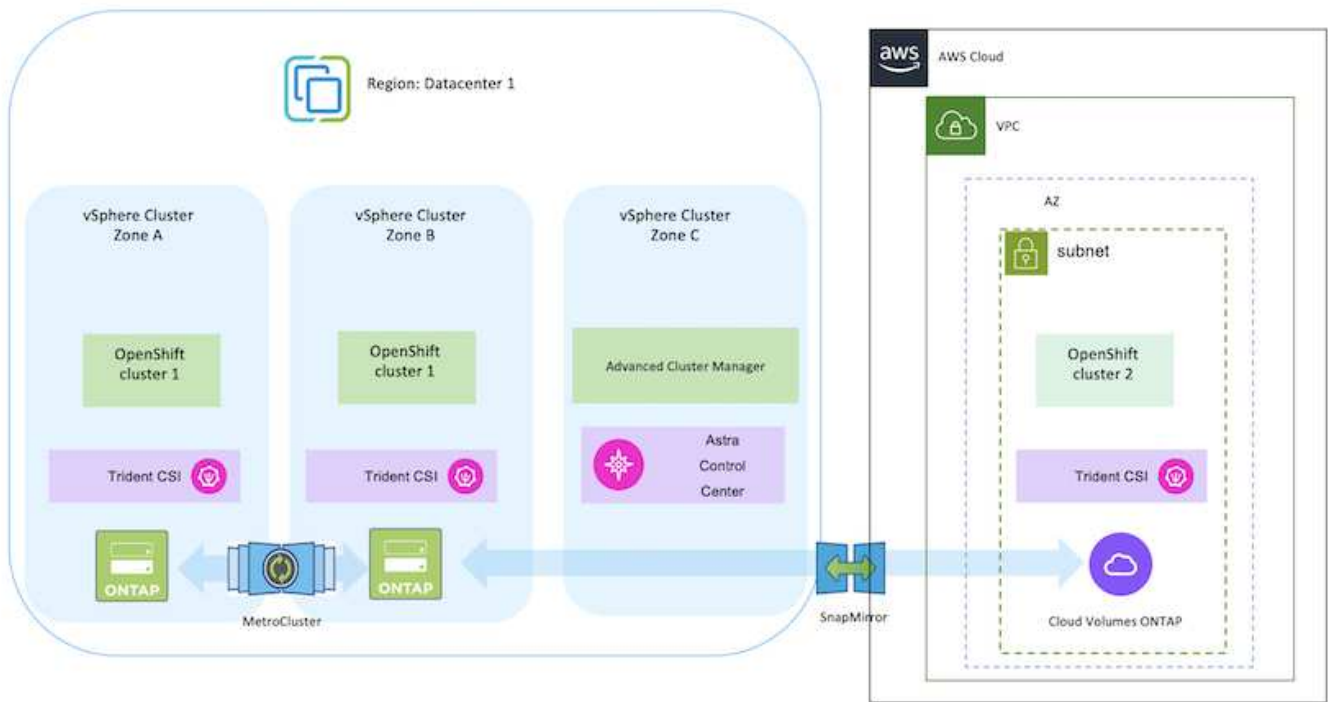 Region: Datacenter 1
aws
AWS Cloud
VPC
AZ
subnet
vSphere Cluster
Zone A
vSphere Cluster
Zone B
vSphere Cluster
Zone C
OpenShift
cluster 1
OpenShift
cluster 1
Advanced Cluster Manager
OpenShift
cluster 2
Trident CSI
Trident CSI
Astra
Control
Center
Trident CSI
ONTAP
ONTAP
MetroCluster
SnapMirror
Cloud Volumes ONTAP